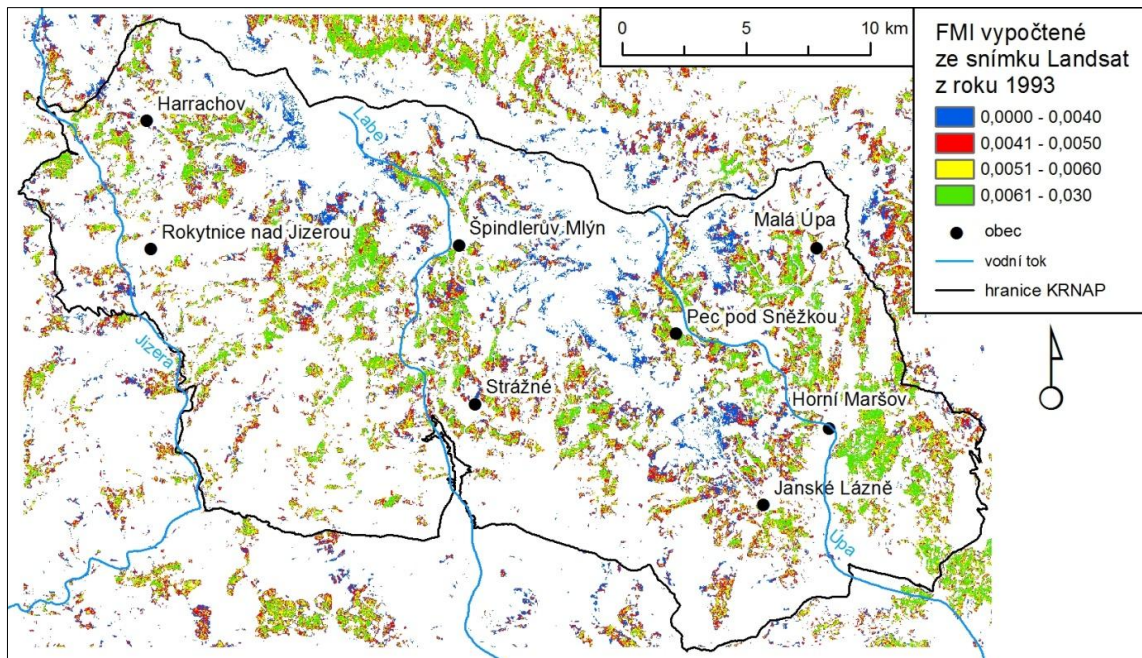 0 5 10 km
FMI vypočtené
ze snímku Landsat
z roku 1993
0,0000 - 0,0040
0,0041 - 0,0050
0,0051 - 0,0060
0,0061 - 0,030
obec
vodní tok
hranice KRNAP
Harrachov
Labe
Rokytnice nad Jizerou
Špindlerův Mlýn
Malá Úpa
Pec pod Sněžkou
Jizera
Strážné
Horní Maršov
Janské Lázně
Úpa